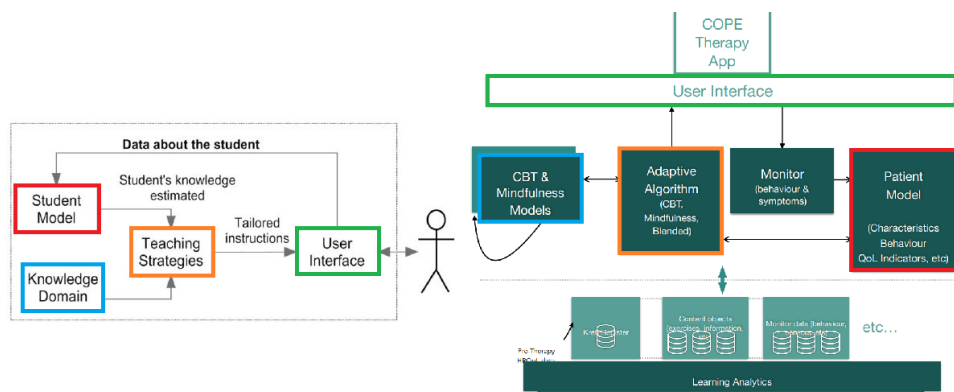 Data about the student
Student's knowledge
estimated
Student
Model
Teaching
Strategies
Tailored
instructions
User
Interface
Knowledge
Domain
COPE
Therapy
App
User Interface
CBT &
Mindfulness
Models
Adaptive
Algorithm
(CBT,
Mindfulness,
Blended)
Monitor
(behaviour &
symptoms)
Patient
Model
(Characteristics
Behaviour
QoL Indicators, etc)
Content objects
(exercises, information,
Monitor data (behaviour,
etc...
Pre Therapy
Learning Analytics